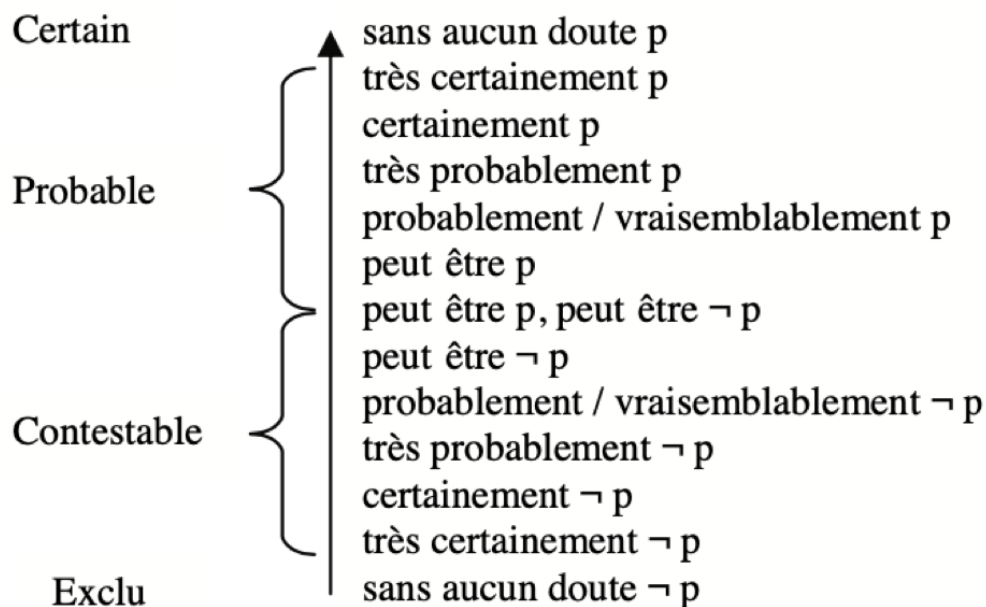 Certain
sans aucun doute p
très certainement p
certainement p
très probablement p
Probable
probablement / vraisemblablement p
peut être p
peut être p, peut être ¬ p
peut être ¬ p
probablement / vraisemblablement ¬ p
Contestable
très probablement ¬ p
certainement ¬ p
très certainement ¬ p
Exclu
sans aucun doute ¬ p